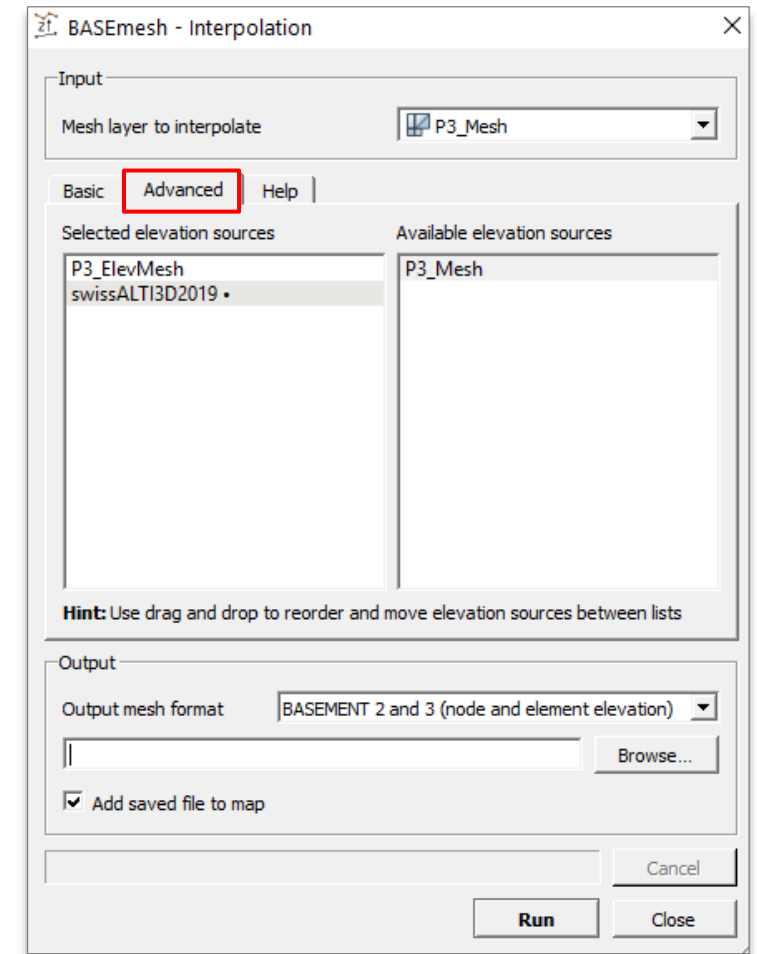 BASEmesh - Interpolation
Input
Mesh layer to interpolate P3_Mesh
Basic Advanced Help
Selected elevation sources Available elevation sources
P3_ElevMesh P3_Mesh
swissALTI3D2019 •
Hint: Use drag and drop to reorder and move elevation sources between lists
Output
Output mesh format BASEMENT 2 and 3 (node and element elevation)
Browse...
Add saved file to map
Cancel
Run Close